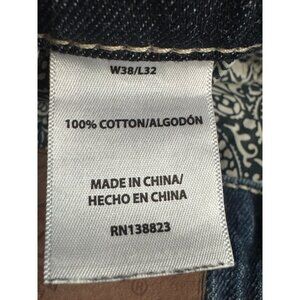 W38/L32
100% COTTON/ALGODÓN
MADE IN CHINA/
HECHO EN CHINA
RN138823